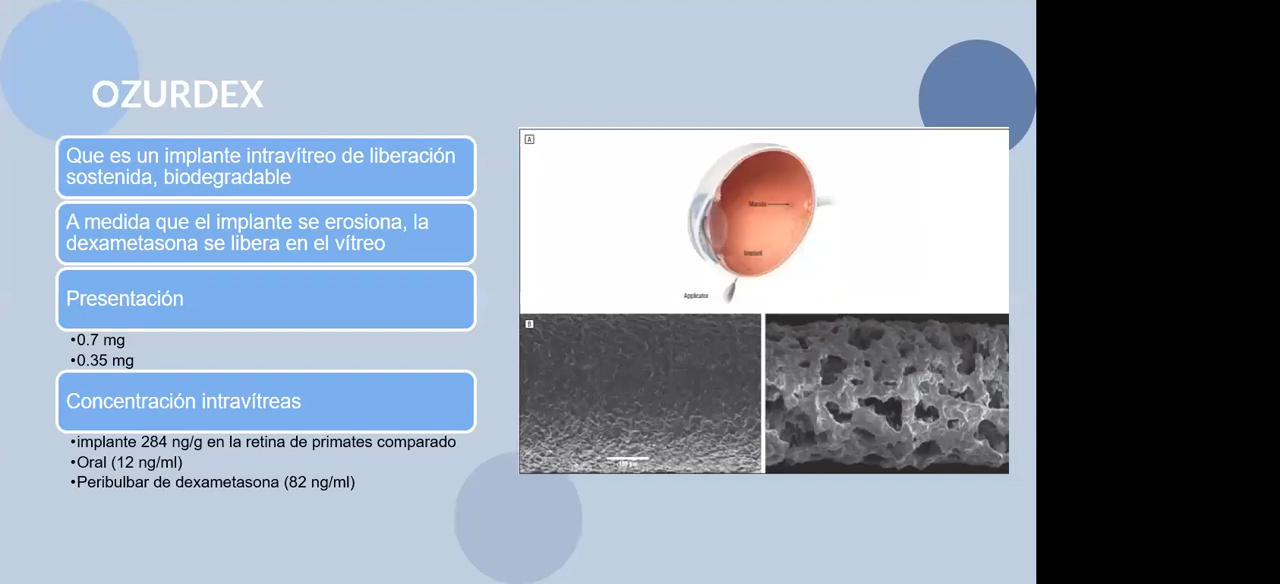 OZURDEX
Que es un implante intravítreo de liberación
sostenida, biodegradable
A medida que el implante se erosiona, la
dexametasona se libera en el vítreo
Presentación
•0.7 mg
•0.35 mg
Concentración intravítreas
•implante 284 ng/g en la retina de primates comparado
•Oral (12 ng/ml)
•Peribulbar de dexametasona (82 ng/ml)
A
Macula
Implant
Applicator
B